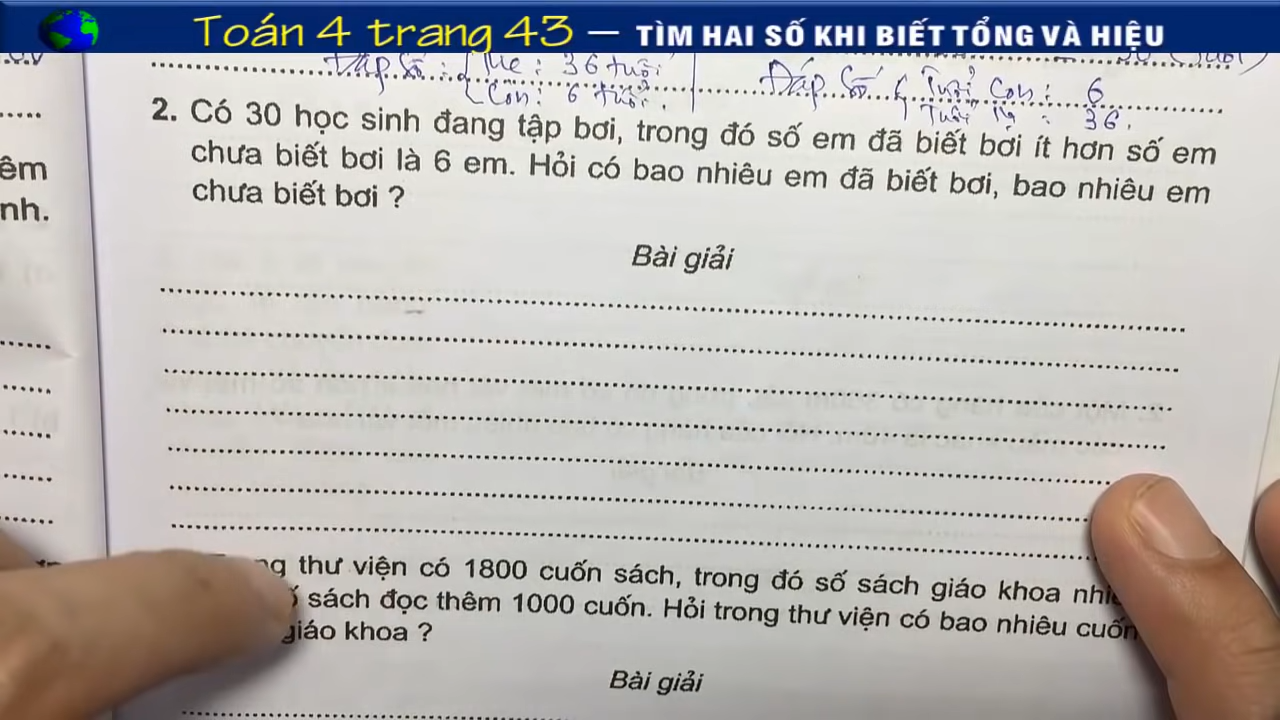 Toán 4 trang 43 — TÌM HAI SỐ KHI BIẾT TỔNG VÀ HIỆU
Đáp Số : Mẹ : 36 tuổi
Con : 6 tuổi.
Đáp Số Tuổi Con : 6
Tuổi Mẹ : 36.
2. Có 30 học sinh đang tập bơi, trong đó số em đã biết bơi ít hơn số em
chưa biết bơi là 6 em. Hỏi có bao nhiêu em đã biết bơi, bao nhiêu em
chưa biết bơi ?
Bài giải
êm
nh.
thư viện có 1800 cuốn sách, trong đó số sách giáo khoa
sách đọc thêm 1000 cuốn. Hỏi trong thư viện có bao nhiêu cuốn
giáo khoa ?
Bài giải